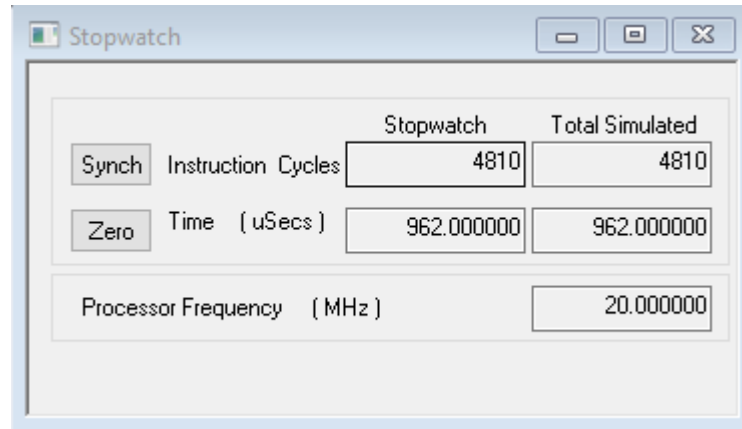 Stopwatch
Stopwatch Total Simulated
Synch Instruction Cycles 4810 4810
Zero Time (uSecs) 962.000000 962.000000
Processor Frequency (MHz) 20.000000